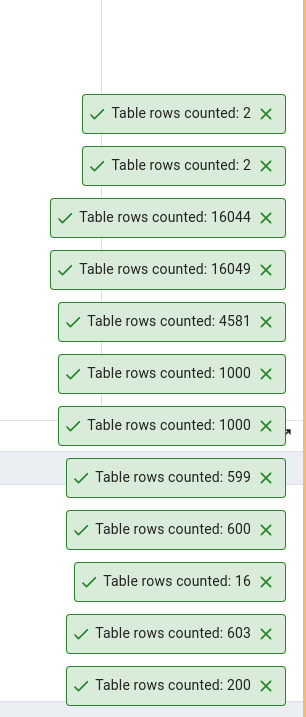 Table rows counted: 2
Table rows counted: 2
Table rows counted: 16044
Table rows counted: 16049
Table rows counted: 4581
Table rows counted: 1000
Table rows counted: 1000
Table rows counted: 599
Table rows counted: 600
Table rows counted: 16
Table rows counted: 603
Table rows counted: 200